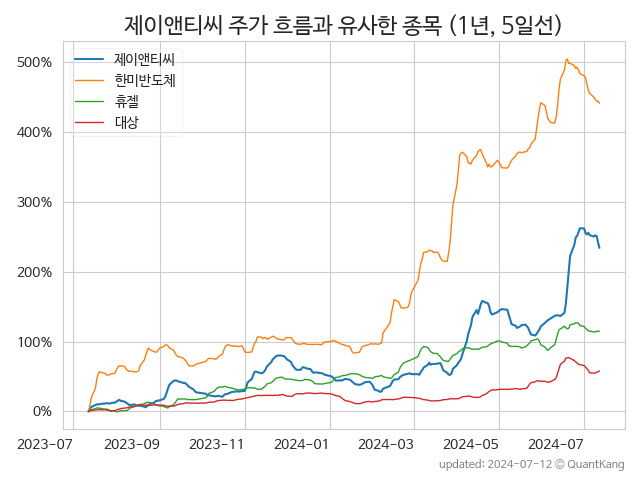 제이앤티씨 주가 흐름과 유사한 종목 (1년, 5일선)
제이앤티씨
한미반도체
휴젤
대상
500%
400%
300%
200%
100%
0%
2023-07 2023-09 2023-11 2024-01 2024-03 2024-05 2024-07
updated: 2024-07-12 © QuantKang